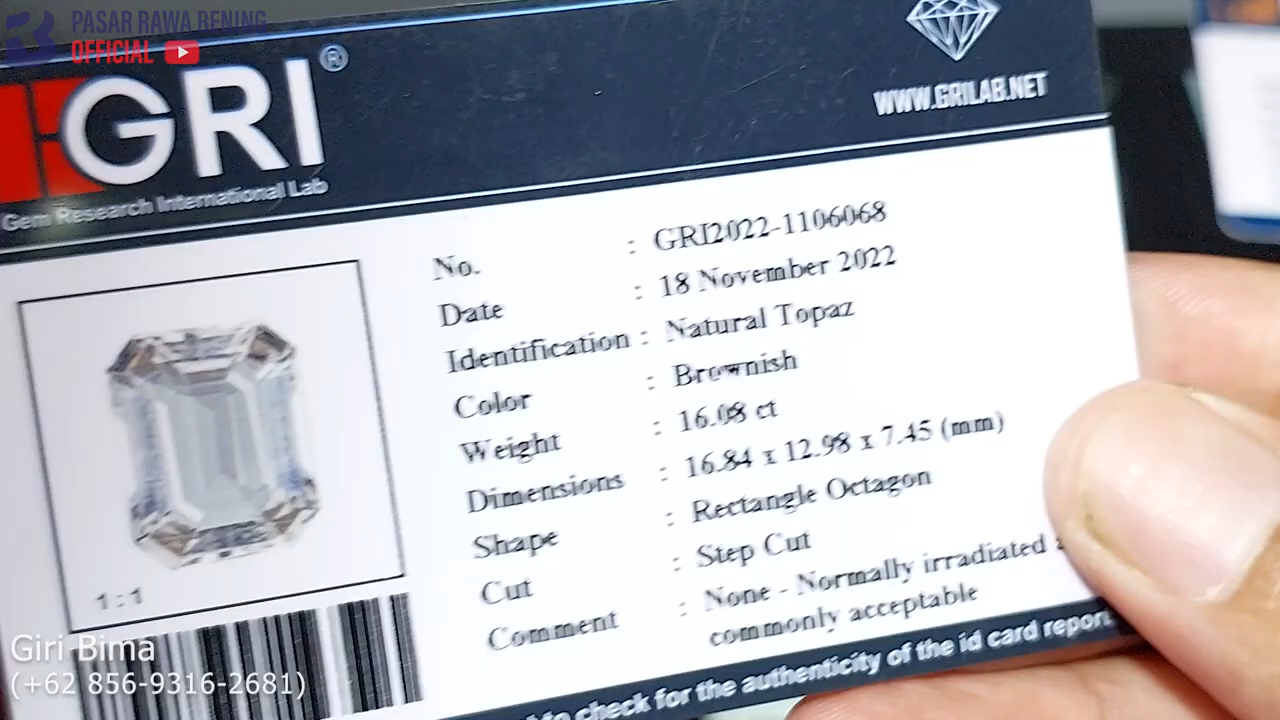 PASAR RAWA BENING
OFFICIAL
GRI®
Gem Research International Lab
WWW.GRILAB.NET
No. : GRI2022-1106068
Date : 18 November 2022
Identification : Natural Topaz
Color : Brownish
Weight : 16.08 ct
Dimensions : 16.84 x 12.98 x 7.45 (mm)
Shape : Rectangle Octagon
Cut : Step Cut
Comment : None - Normally irradiated
commonly acceptable
1 : 1
to check for the authenticity of the id card report
Giri Bima
(+62 856-9316-2681)